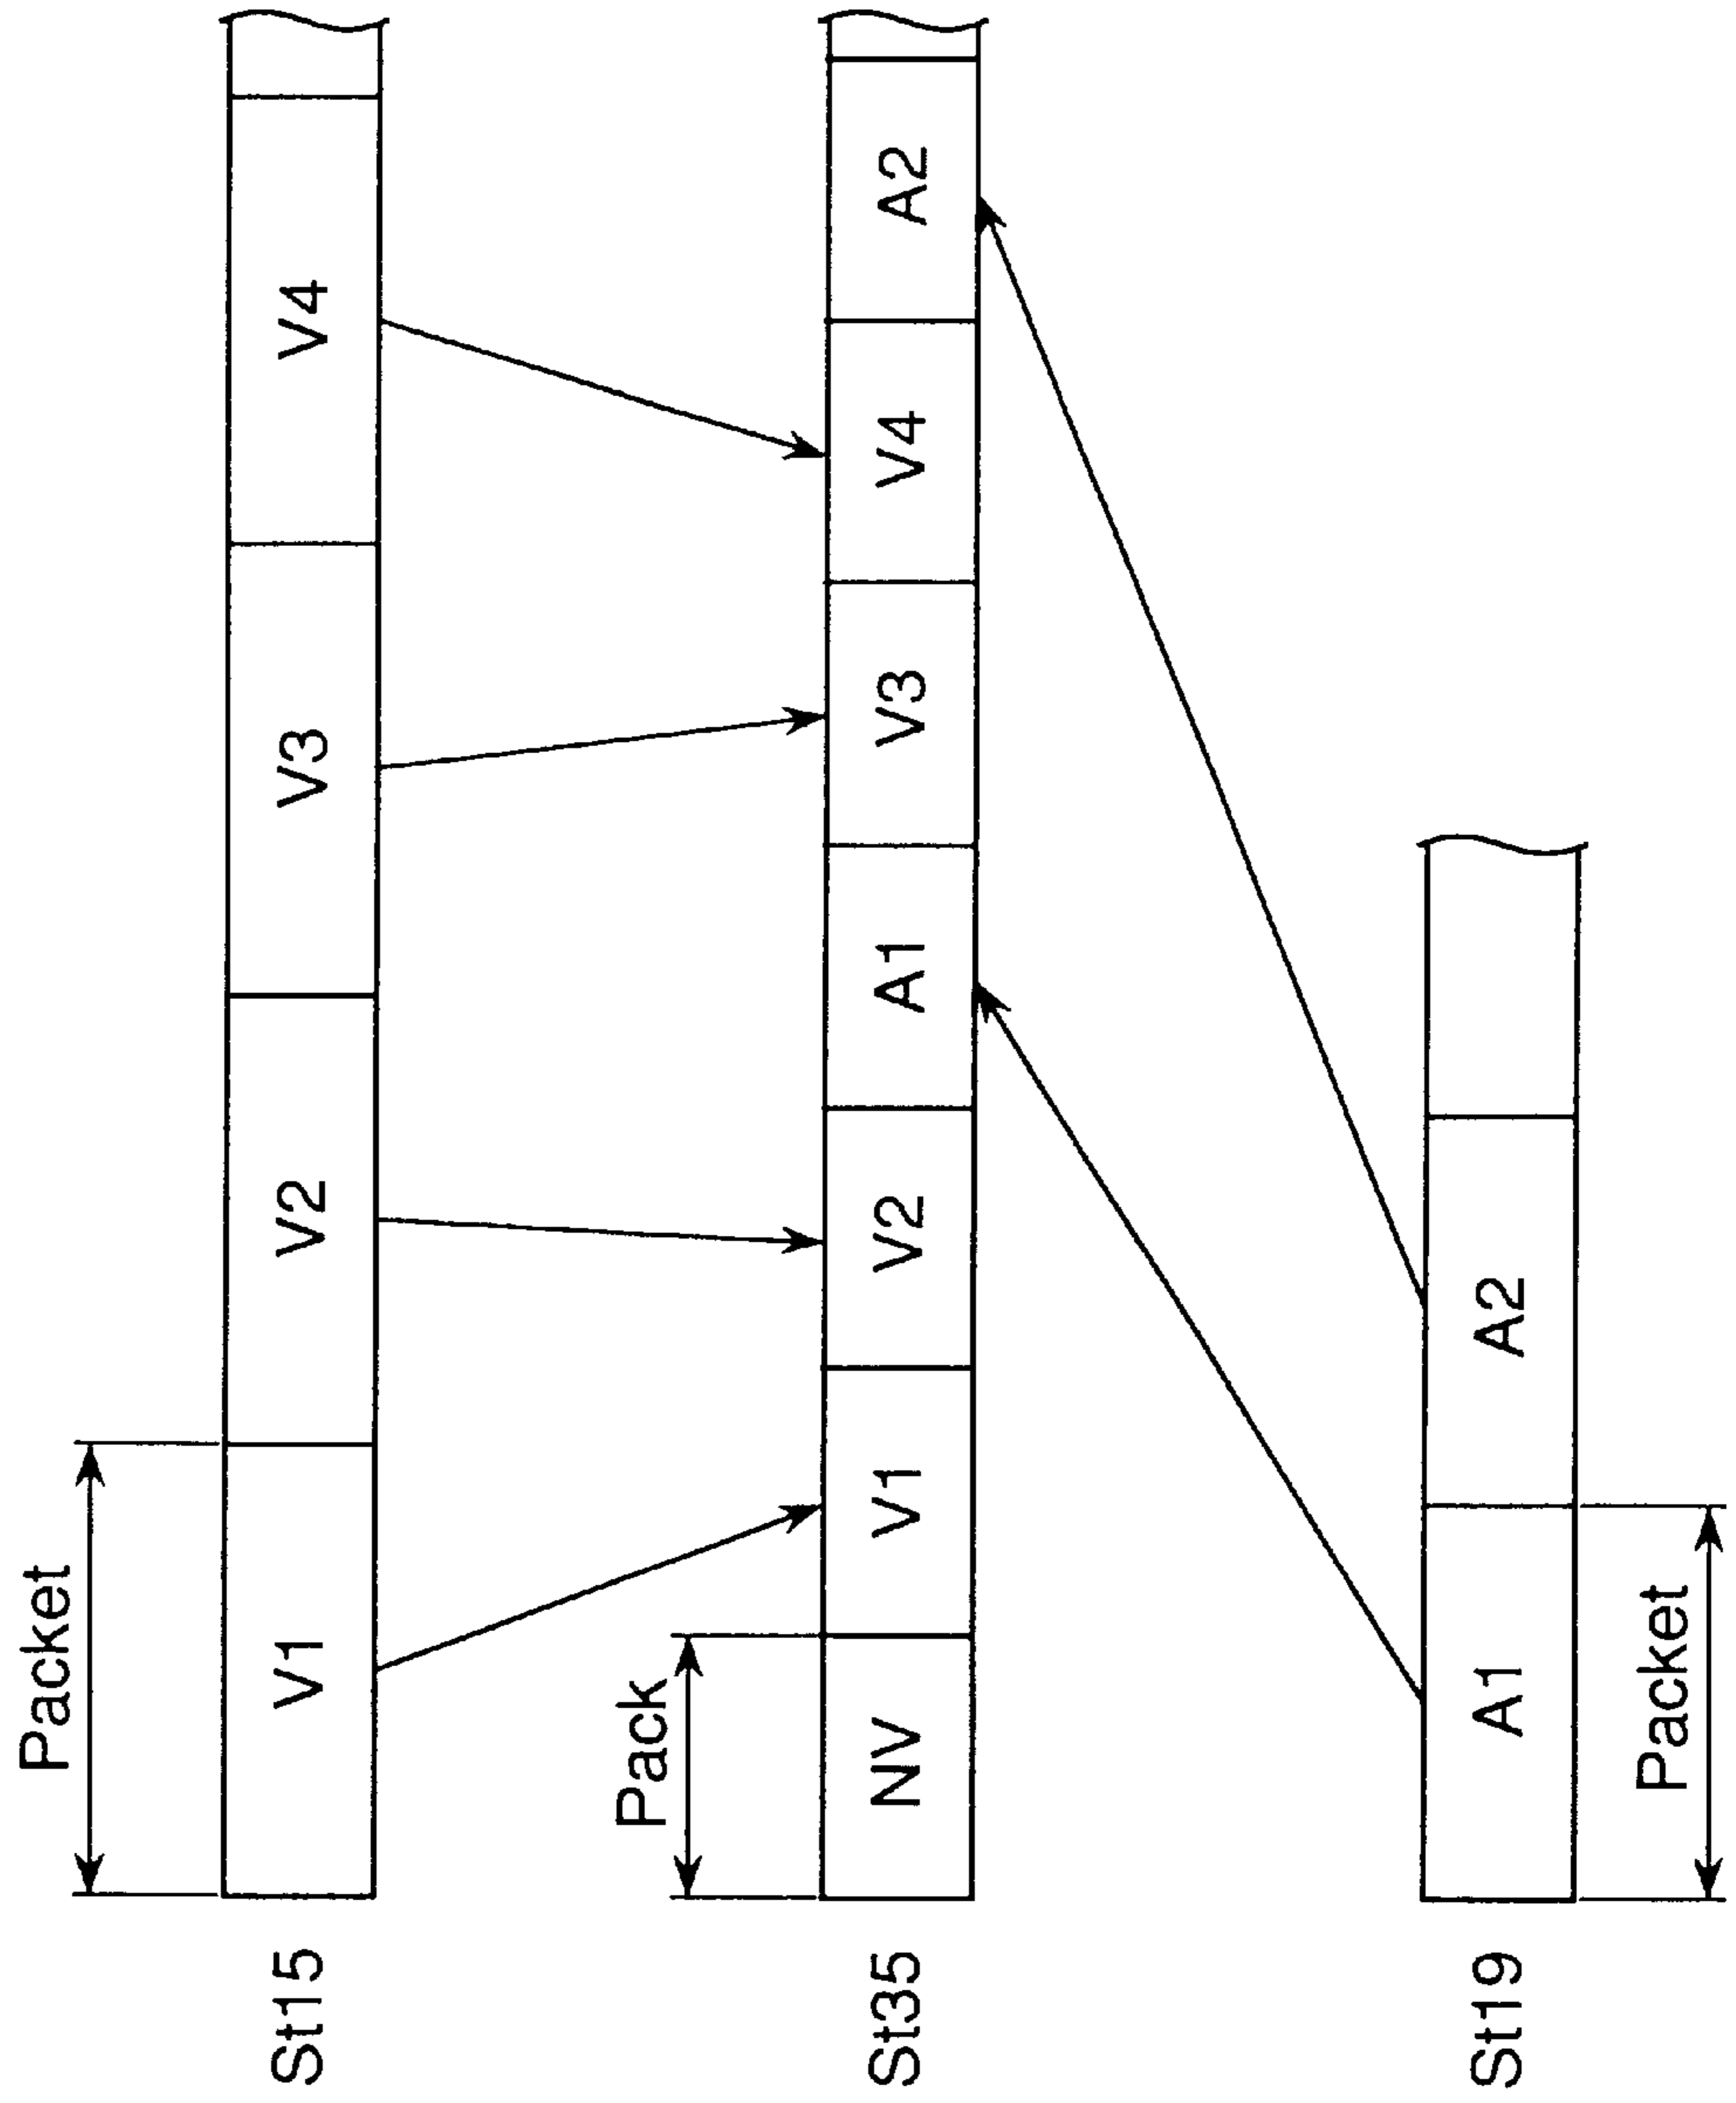 Packet
St15 V1 V2 V3 V4
Pack
St35 NV V1 V2 A1 V3 V4 A2
St19 A1 A2
Packet